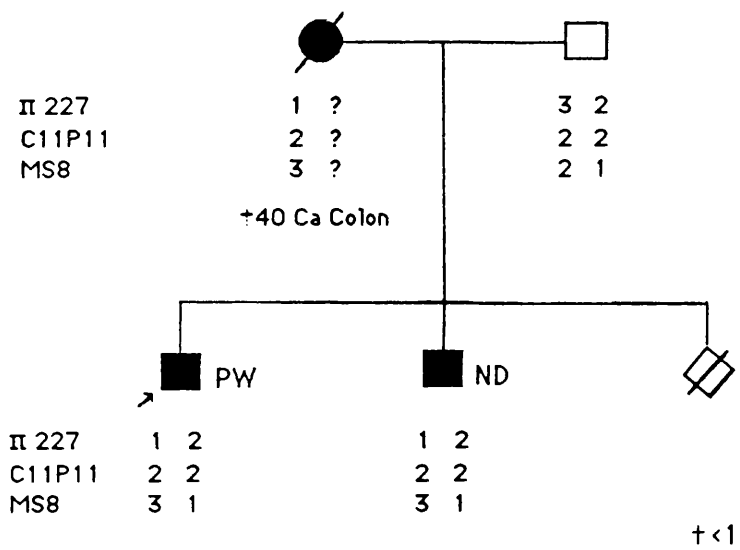 π 227 1 ? 3 2
C11P11 2 ? 2 2
MS8 3 ? 2 1
†40 Ca Colon
PW ND
π 227 1 2 1 2
C11P11 2 2 2 2
MS8 3 1 3 1
†<1